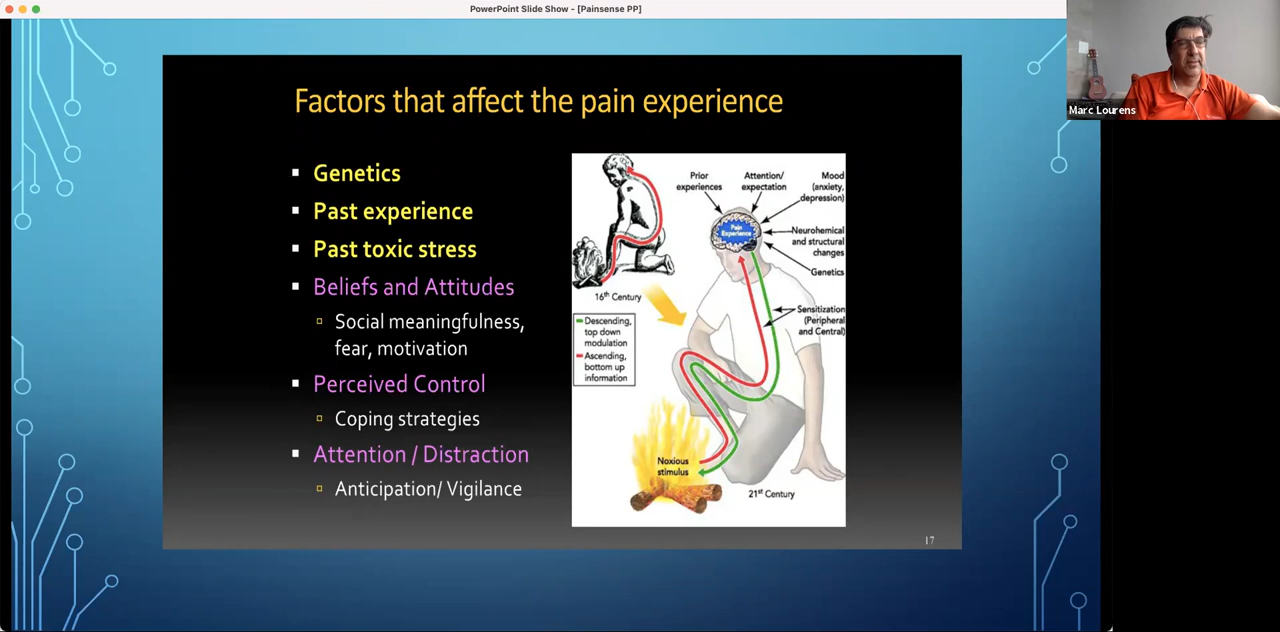 PowerPoint Slide Show - [Painsense PP]
Marc Lourens
Factors that affect the pain experience
Genetics
Past experience
Past toxic stress
Beliefs and Attitudes
Social meaningfulness,
fear, motivation
Perceived Control
Coping strategies
Attention / Distraction
Anticipation/ Vigilance
16th Century
Descending,
top down
modulation
Ascending,
bottom up
information
Prior
experiences
Attention/
expectation
Mood
(anxiety,
depression)
Pain
Experience
Neurohemical
and structural
changes
Genetics
Sensitization
(Peripheral
and Central)
Noxious
stimulus
21st Century
17